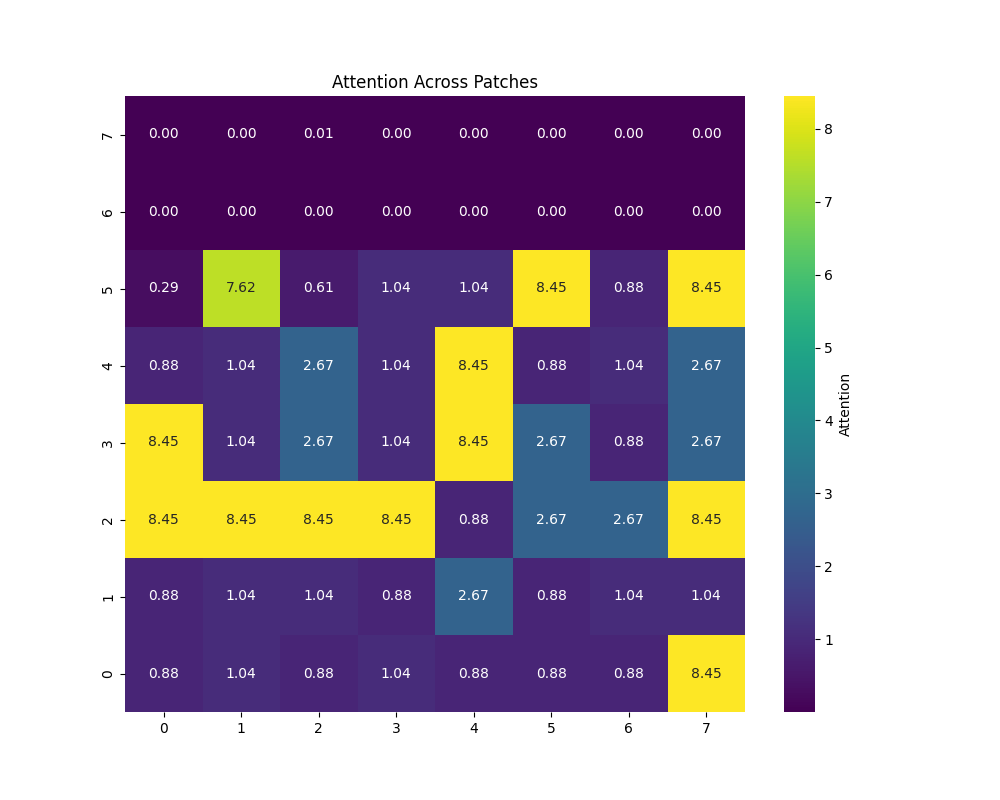 Attention Across Patches
7 0.00 0.00 0.01 0.00 0.00 0.00 0.00 0.00
6 0.00 0.00 0.00 0.00 0.00 0.00 0.00 0.00
5 0.29 7.62 0.61 1.04 1.04 8.45 0.88 8.45
4 0.88 1.04 2.67 1.04 8.45 0.88 1.04 2.67
3 8.45 1.04 2.67 1.04 8.45 2.67 0.88 2.67
2 8.45 8.45 8.45 8.45 0.88 2.67 2.67 8.45
1 0.88 1.04 1.04 0.88 2.67 0.88 1.04 1.04
0 0.88 1.04 0.88 1.04 0.88 0.88 0.88 8.45
0 1 2 3 4 5 6 7
8
7
6
5
4
3
2
1
Attention